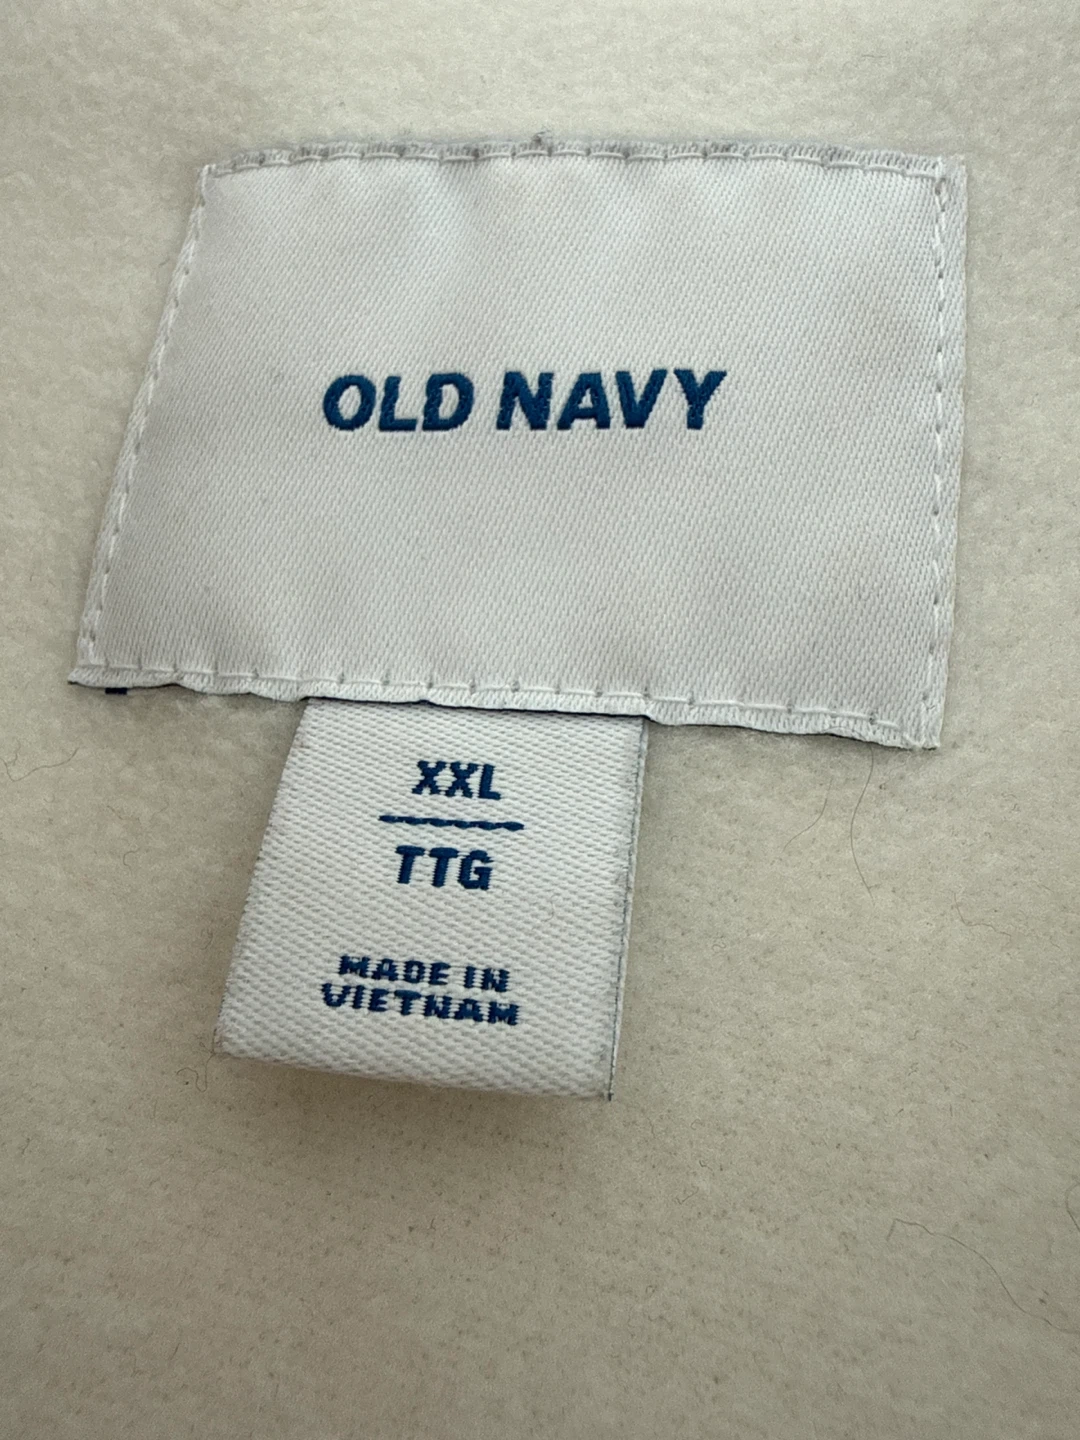 OLD NAVY
XXL
TTG
MADE IN
VIETNAM